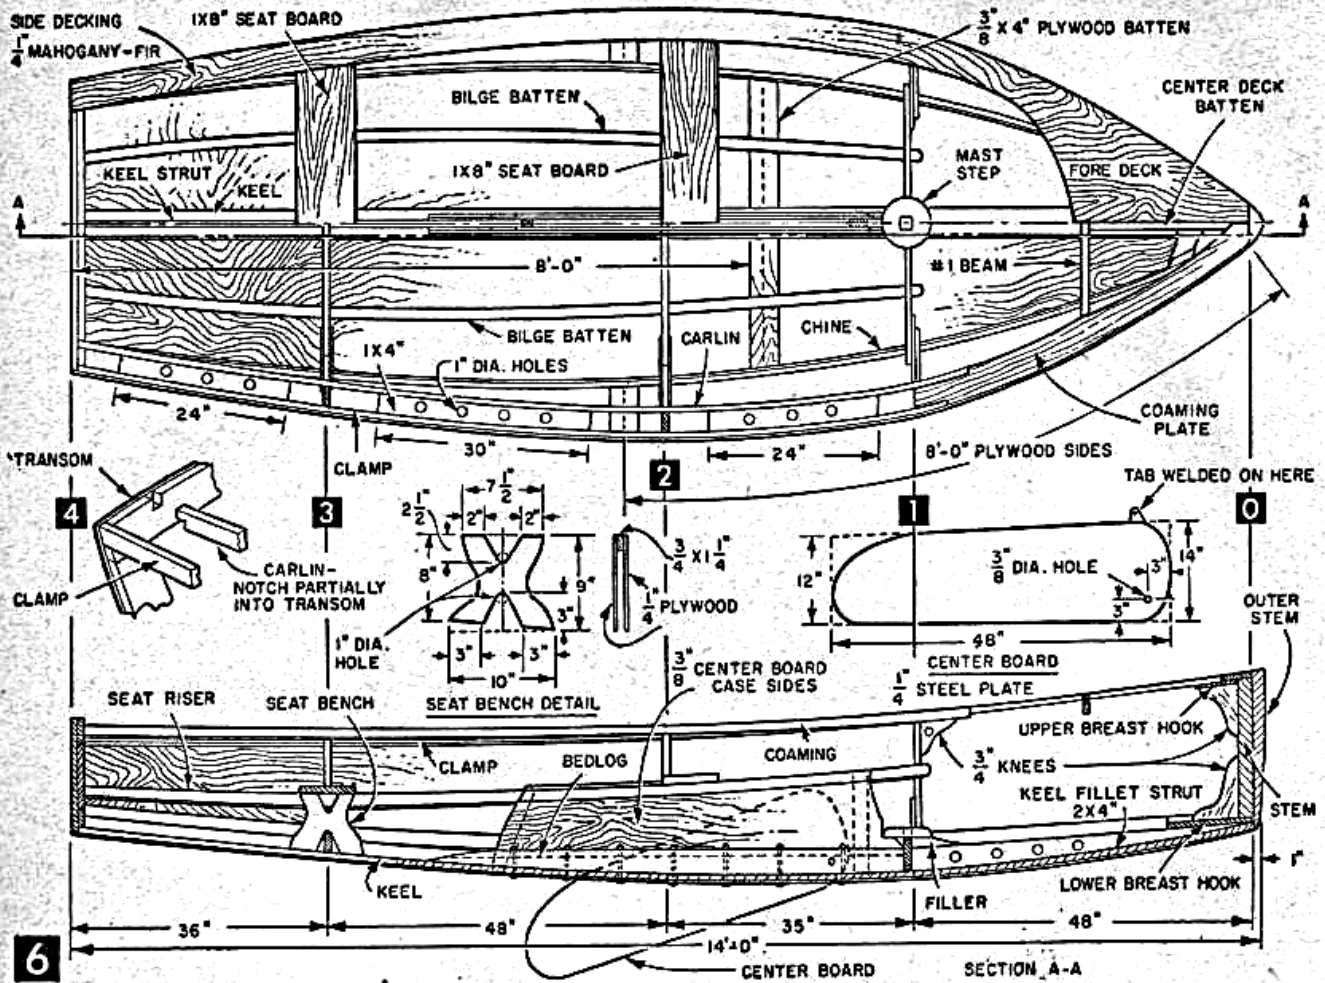 SIDE DECKING
1/4" MAHOGANY-FIR
1X8" SEAT BOARD
3/8 X 4" PLYWOOD BATTEN
CENTER DECK
BATTEN
BILGE BATTEN
KEEL STRUT
KEEL
1X8" SEAT BOARD
MAST
STEP
FORE DECK
A
A
8'-0"
#1 BEAM
BILGE BATTEN
CARLIN
CHINE
1X4"
1" DIA. HOLES
24"
30"
24"
CLAMP
COAMING
PLATE
8'-0" PLYWOOD SIDES
TRANSOM
4
3
2
1
0
TAB WELDED ON HERE
CLAMP
CARLIN-
NOTCH PARTIALLY
INTO TRANSOM
7 1/2"
2 1/2"
2"
2"
8"
9"
3"
1" DIA.
HOLE
3"
3"
10"
SEAT BENCH DETAIL
3/4 X 1 1/4"
1/4" PLYWOOD
12"
3/8" DIA. HOLE
3"
14"
3/4"
48"
CENTER BOARD
1/4" STEEL PLATE
OUTER
STEM
SEAT RISER
SEAT BENCH
3/8" CENTER BOARD
CASE SIDES
CLAMP
BEDLOG
COAMING
UPPER BREAST HOOK
3/4" KNEES
KEEL FILLET STRUT
2X4"
STEM
KEEL
FILLER
LOWER BREAST HOOK
1"
36"
48"
35"
48"
14'-0"
6
CENTER BOARD
SECTION A-A